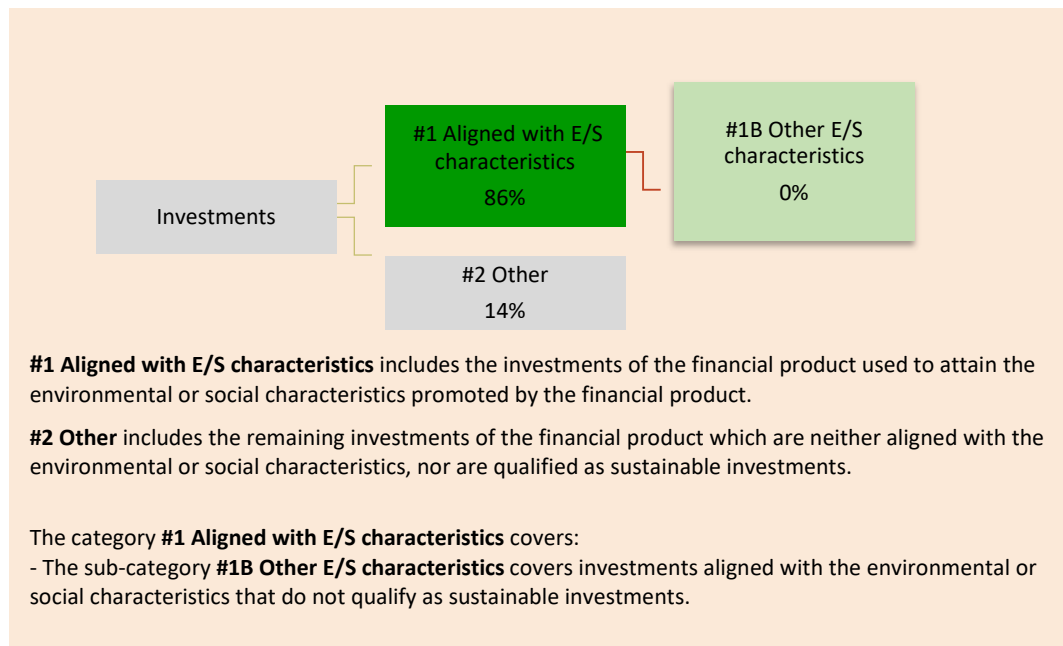 #1 Aligned with E/S
characteristics
86%
#1B Other E/S
characteristics
0%
Investments
#2 Other
14%
#1 Aligned with E/S characteristics includes the investments of the financial product used to attain the
environmental or social characteristics promoted by the financial product.
#2 Other includes the remaining investments of the financial product which are neither aligned with the
environmental or social characteristics, nor are qualified as sustainable investments.
The category #1 Aligned with E/S characteristics covers:
- The sub-category #1B Other E/S characteristics covers investments aligned with the environmental or
social characteristics that do not qualify as sustainable investments.